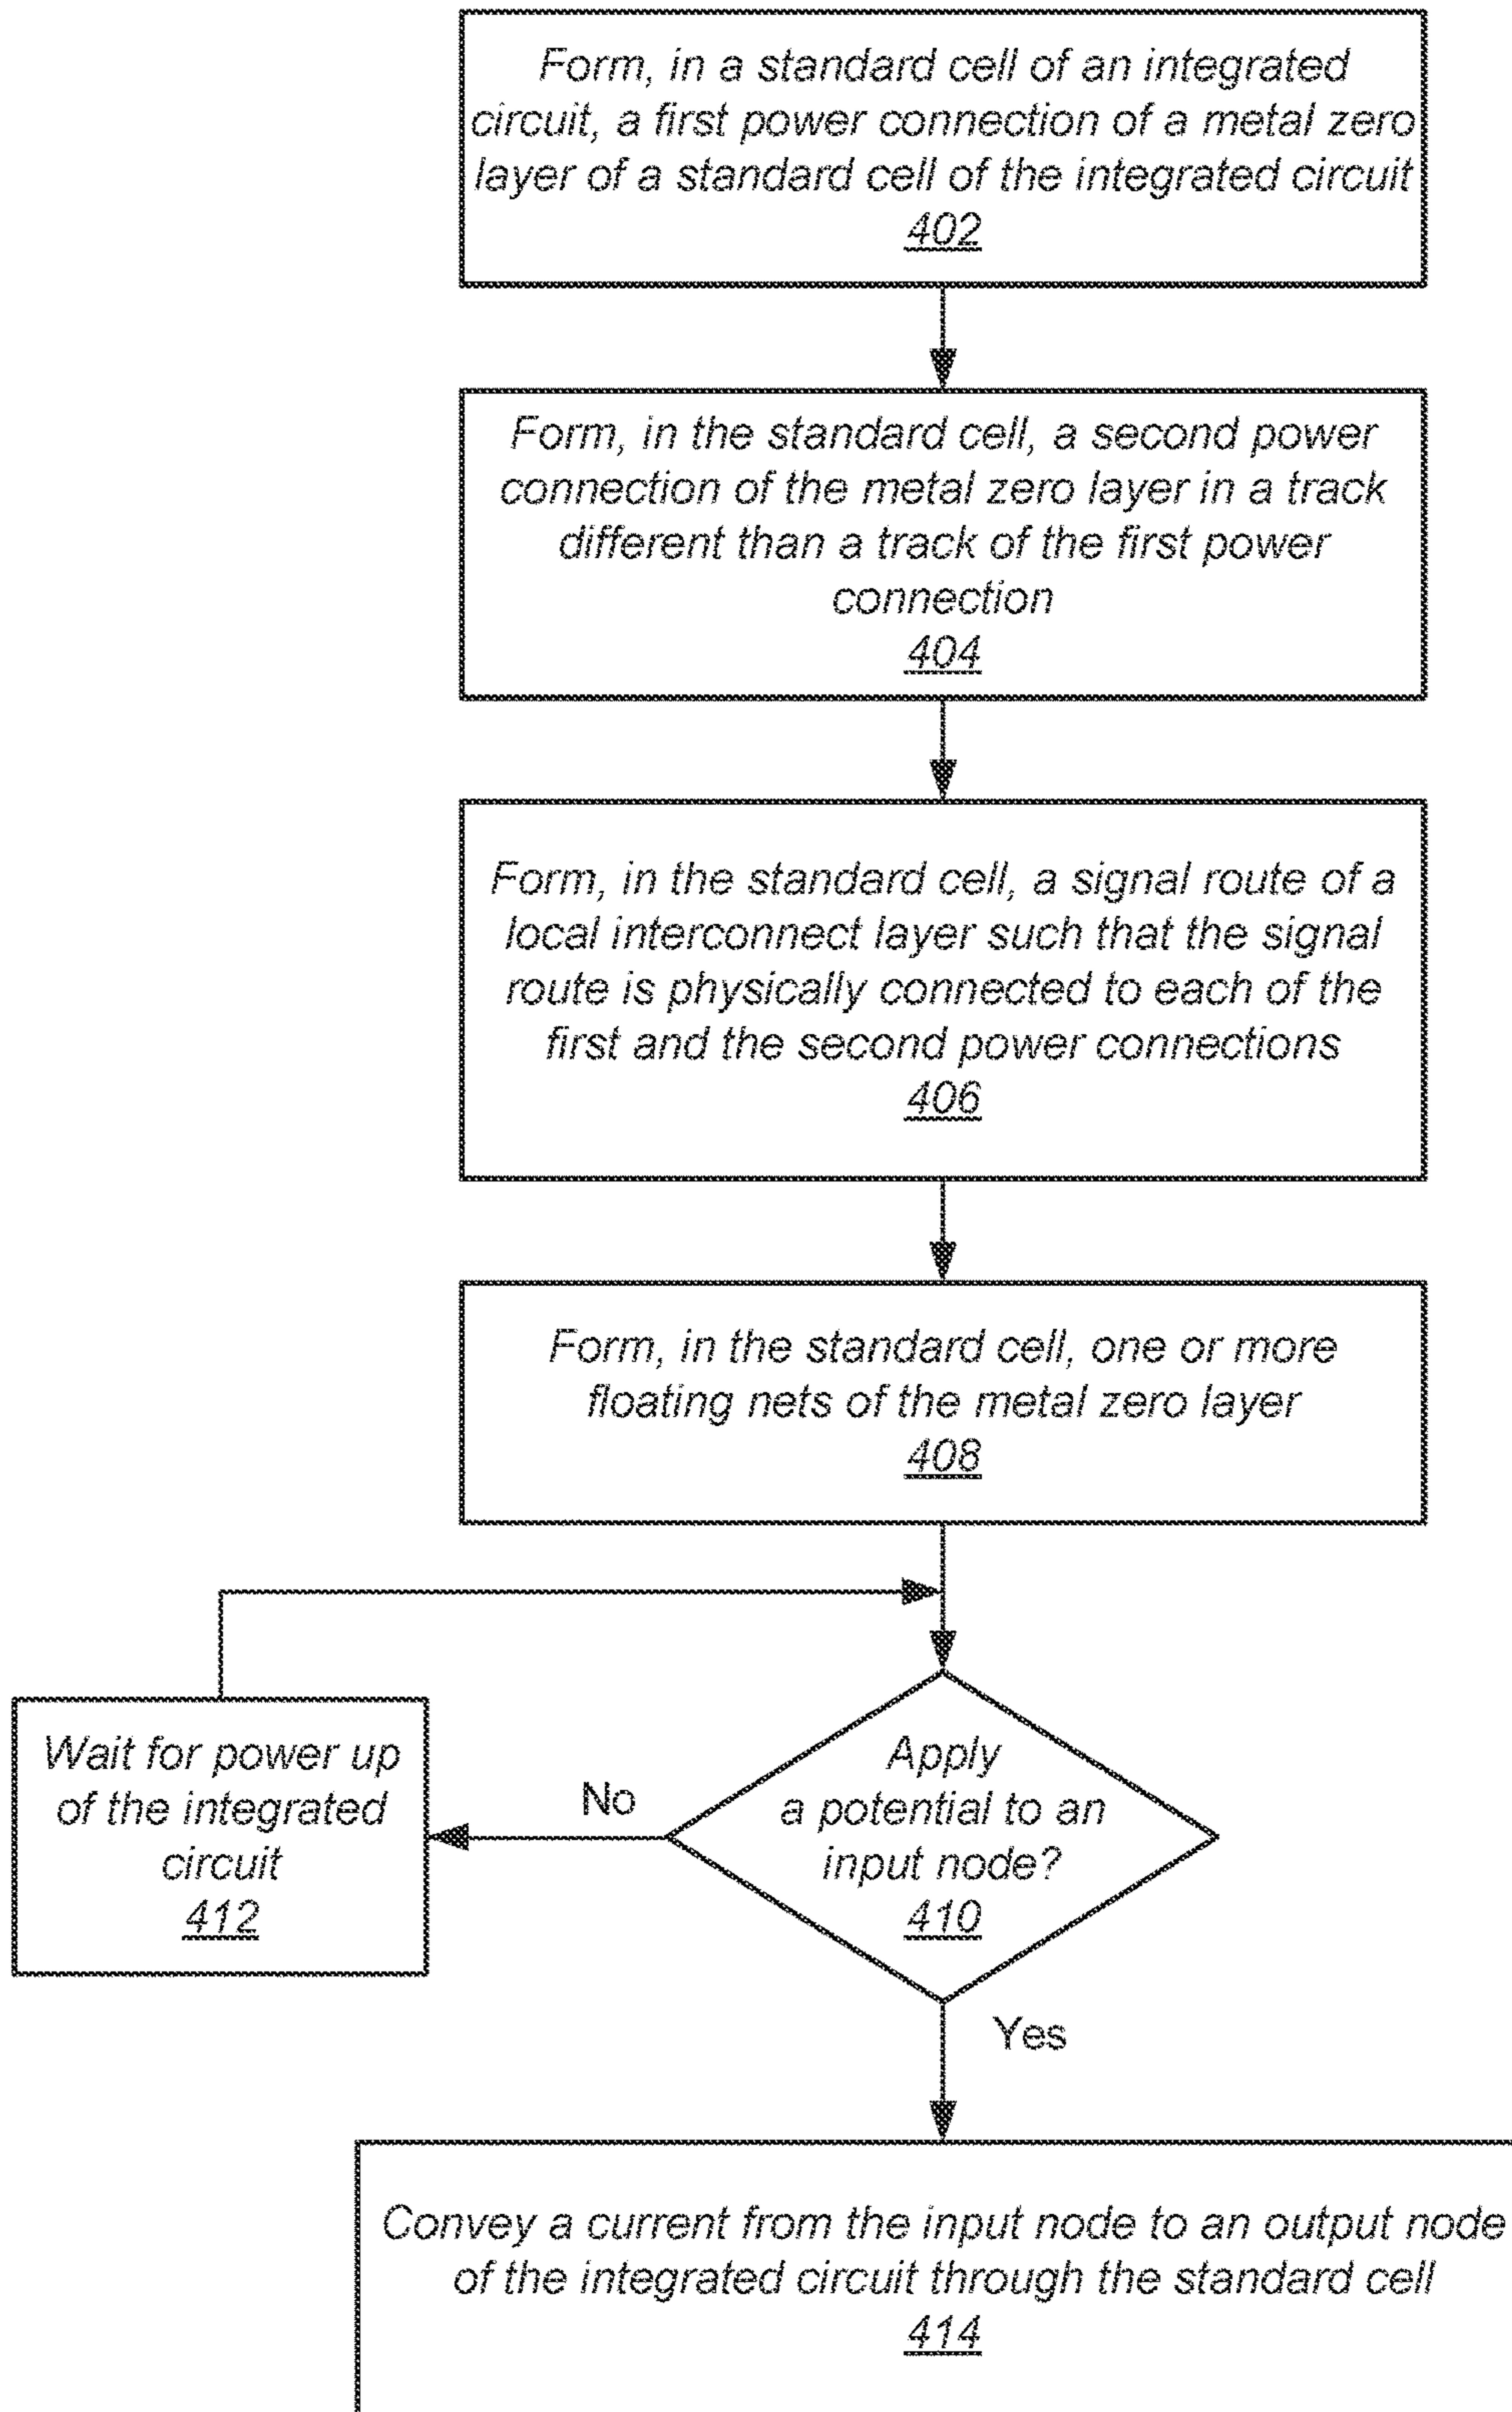 Form, in a standard cell of an integrated
circuit, a first power connection of a metal zero
layer of a standard cell of the integrated circuit
402
Form, in the standard cell, a second power
connection of the metal zero layer in a track
different than a track of the first power
connection
404
Form, in the standard cell, a signal route of a
local interconnect layer such that the signal
route is physically connected to each of the
first and the second power connections
406
Form, in the standard cell, one or more
floating nets of the metal zero layer
408
Apply
a potential to an
input node?
410
No
Wait for power up
of the integrated
circuit
412
Yes
Convey a current from the input node to an output node
of the integrated circuit through the standard cell
414